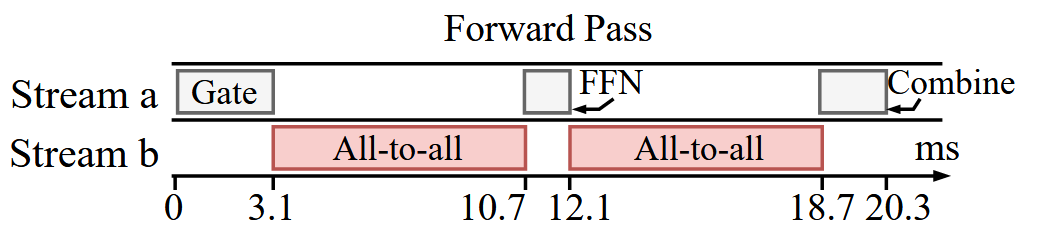 Forward Pass
Stream a Gate FFN Combine
Stream b All-to-all All-to-all ms
0 3.1 10.7 12.1 18.7 20.3